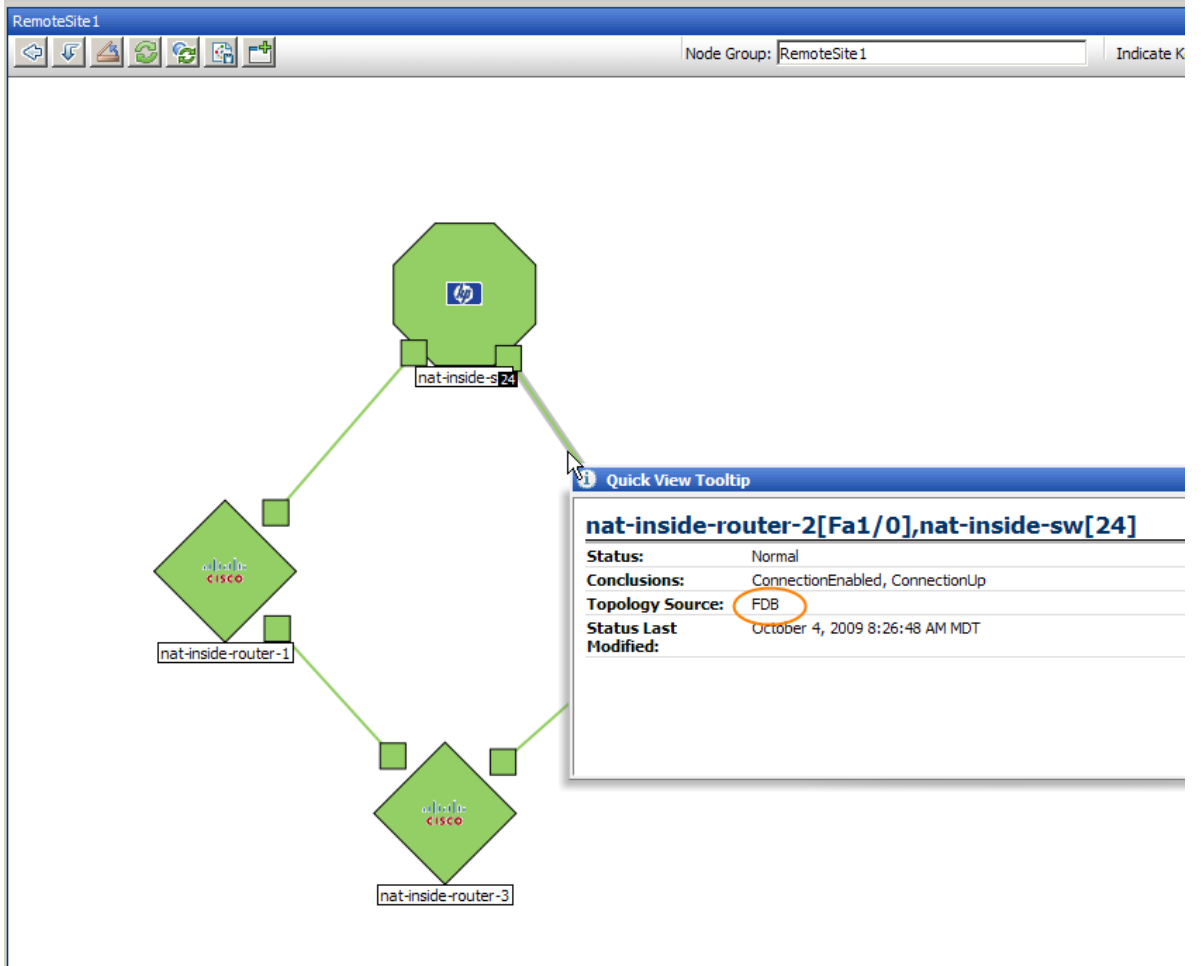 RemoteSite1
Node Group: RemoteSite1 Indicate K
hp
nat-inside-s 24
Quick View Tooltip
nat-inside-router-2[Fa1/0],nat-inside-sw[24]
Status: Normal
Conclusions: ConnectionEnabled, ConnectionUp
Topology Source: FDB
Status Last Modified: October 4, 2009 8:26:48 AM MDT
CISCO
nat-inside-router-1
CISCO
nat-inside-router-3